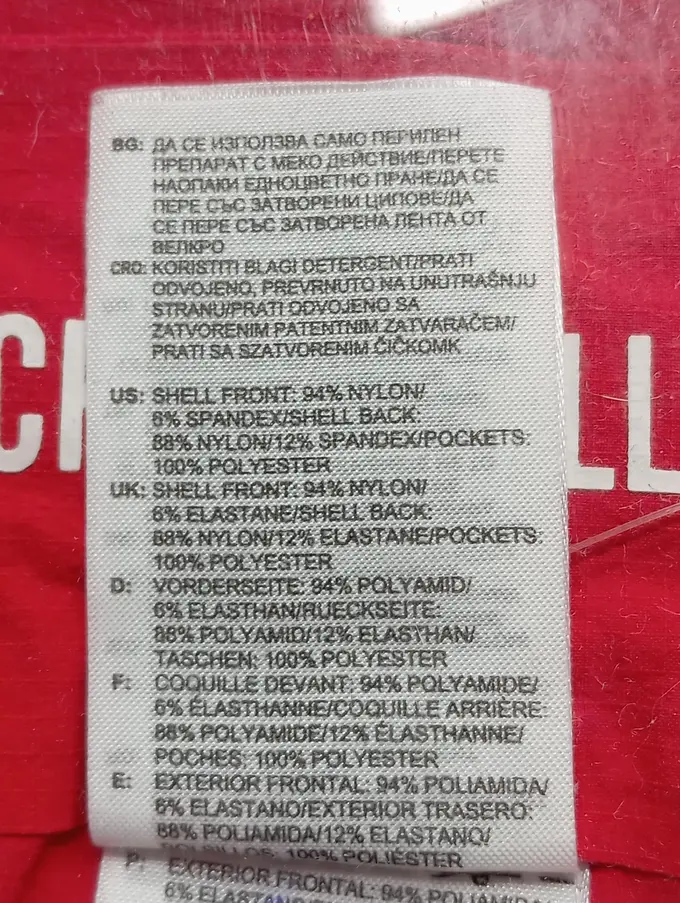 BG: ДА СЕ ИЗПОЛЗВА САМО ПЕРИЛЕН
ПРЕПАРАТ С МЕКО ДЕЙСТВИЕ/ПЕРЕТЕ
НАОПАКИ ЕДНОЦВЕТНО ПРАНЕ/ДА СЕ
ПЕРЕ СЪС ЗАТВОРЕНИ ЦИПОВЕ/ДА
СЕ ПЕРЕ СЪС ЗАТВОРЕНА ЛЕНТА ОТ
ВЕЛКРО
CRO: KORISTITI BLAGI DETERGENT/PRATI
ODVOJENO, PREVRNUTO NA UNUTRAŠNJU
STRANU/PRATI ODVOJENO SA
ZATVORENIM PATENTNIM ZATVARAČEM/
PRATI SA SZATVORENIM ČIČKOMK
US: SHELL FRONT: 94% NYLON/
6% SPANDEX/SHELL BACK:
88% NYLON/12% SPANDEX/POCKETS:
100% POLYESTER
UK: SHELL FRONT: 94% NYLON/
6% ELASTANE/SHELL BACK:
88% NYLON/12% ELASTANE/POCKETS:
100% POLYESTER
D: VORDERSEITE: 94% POLYAMID/
6% ELASTHAN/RUECKSEITE:
88% POLYAMID/12% ELASTHAN/
TASCHEN: 100% POLYESTER
F: COQUILLE DEVANT: 94% POLYAMIDE/
6% ÉLASTHANNE/COQUILLE ARRIÈRE:
88% POLYAMIDE/12% ÉLASTHANNE/
POCHES: 100% POLYESTER
E: EXTERIOR FRONTAL: 94% POLIAMIDA/
6% ELASTANO/EXTERIOR TRASERO:
88% POLIAMIDA/12% ELASTANO/
BOLSILLOS: 100% POLIÉSTER
P: EXTERIOR FRONTAL: 94% POLIAMIDA/
6%
LL